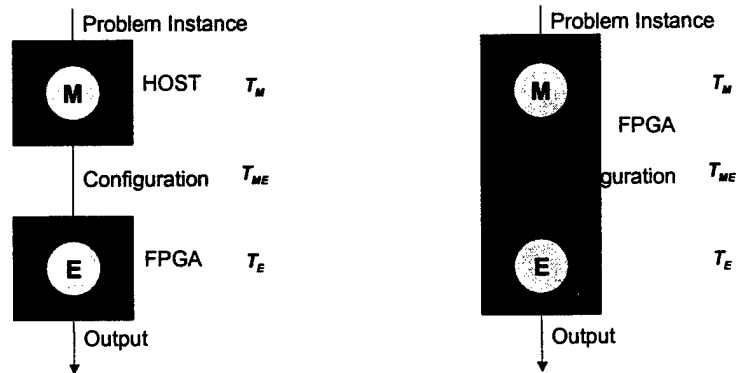 Problem Instance
M HOST T_M
Configuration T_ME
E FPGA T_E
Output
Problem Instance
M T_M
FPGA
guration T_ME
E T_E
Output